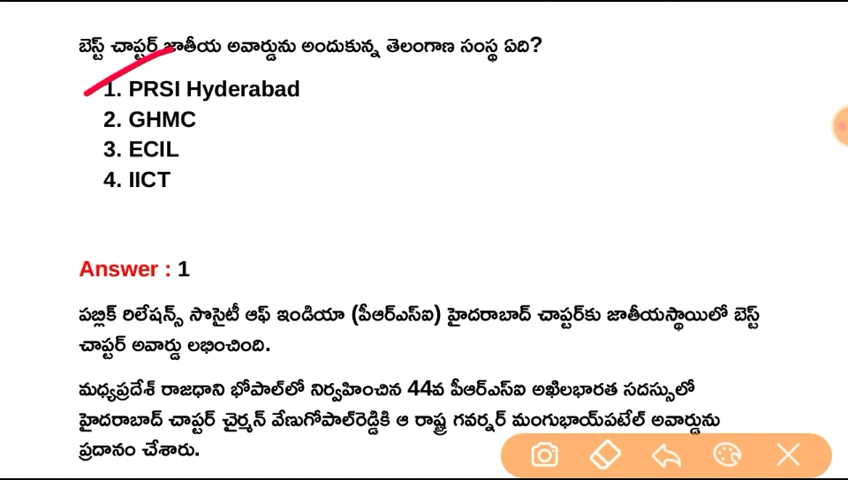 బెస్ట్ చాప్టర్ జాతీయ అవార్డును అందుకున్న తెలంగాణ సంస్థ ఏది?
1. PRSI Hyderabad
2. GHMC
3. ECIL
4. IICT
Answer : 1
పబ్లిక్ రిలేషన్స్ సొసైటీ ఆఫ్ ఇండియా (పీఆర్ఎస్ఐ) హైదరాబాద్ చాప్టర్‌కు జాతీయస్థాయిలో బెస్ట్
చాప్టర్ అవార్డు లభించింది.
మధ్యప్రదేశ్ రాజధాని భోపాల్‌లో నిర్వహించిన 44వ పీఆర్ఎస్ఐ అఖిలభారత సదస్సులో
హైదరాబాద్ చాప్టర్ చైర్మన్ వేణుగోపాల్‌రెడ్డికి ఆ రాష్ట్ర గవర్నర్ మంగుభాయ్‌పటేల్ అవార్డును
ప్రదానం చేశారు.